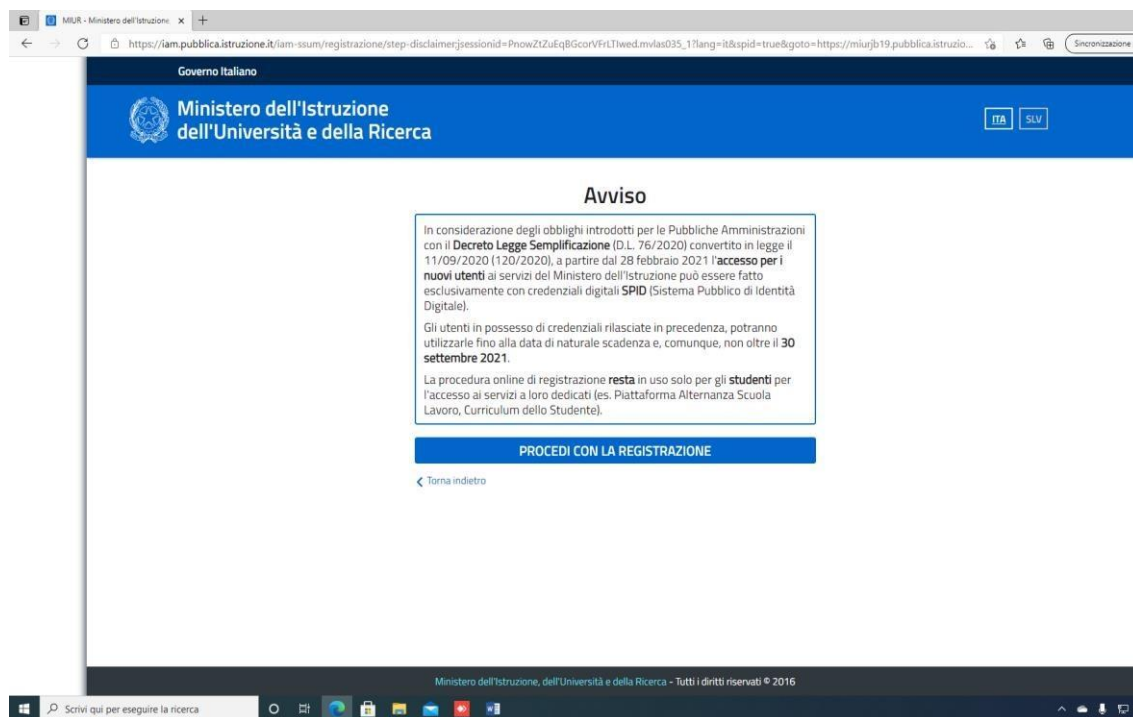 MIUR - Ministero dell'Istruzione
https://iam.pubblica.istruzione.it/iam-ssum/registrazione/step-disclaimer;jsessionid=PnowZtZuEqBGcorVFrLTIwed.mvlas035_1?lang=it&spid=true&goto=https://miurjb19.pubblica.istruzio...
Sincronizzazione
Governo Italiano
Ministero dell'Istruzione
dell'Università e della Ricerca
ITA SLV
Avviso
In considerazione degli obblighi introdotti per le Pubbliche Amministrazioni
con il Decreto Legge Semplificazione (D.L. 76/2020) convertito in legge il
11/09/2020 (120/2020), a partire dal 28 febbraio 2021 l'accesso per i
nuovi utenti ai servizi del Ministero dell'Istruzione può essere fatto
esclusivamente con credenziali digitali SPID (Sistema Pubblico di Identità
Digitale).
Gli utenti in possesso di credenziali rilasciate in precedenza, potranno
utilizzarle fino alla data di naturale scadenza e, comunque, non oltre il 30
settembre 2021.
La procedura online di registrazione resta in uso solo per gli studenti per
l'accesso ai servizi a loro dedicati (es. Piattaforma Alternanza Scuola
Lavoro, Curriculum dello Studente).
PROCEDI CON LA REGISTRAZIONE
Torna indietro
Ministero dell'Istruzione, dell'Università e della Ricerca - Tutti i diritti riservati © 2016
Scrivi qui per eseguire la ricerca